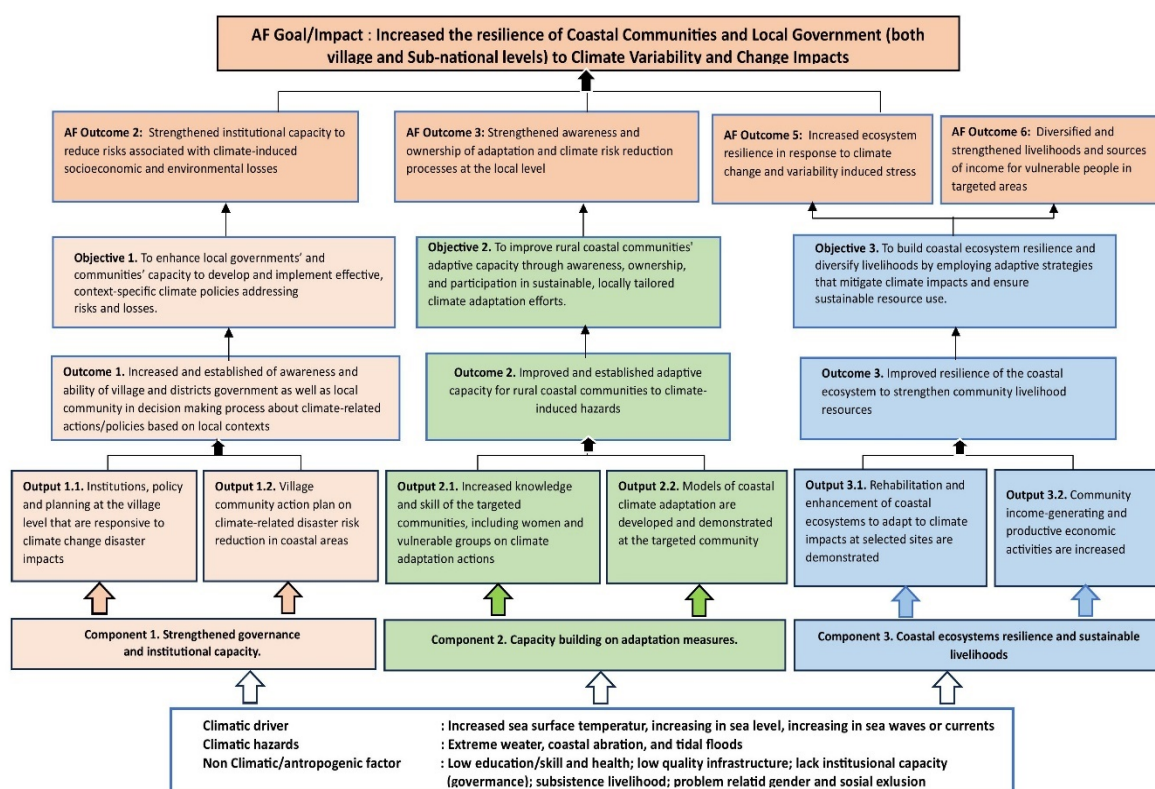 AF Goal/Impact : Increased the resilience of Coastal Communities and Local Government (both
village and Sub-national levels) to Climate Variability and Change Impacts
AF Outcome 2: Strengthened institutional capacity to
reduce risks associated with climate-induced
socioeconomic and environmental losses
AF Outcome 3: Strengthened awareness and
ownership of adaptation and climate risk reduction
processes at the local level
AF Outcome 5: Increased ecosystem
resilience in response to climate
change and variability induced stress
AF Outcome 6: Diversified and
strengthened livelihoods and sources
of income for vulnerable people in
targeted areas
Objective 1. To enhance local governments' and
communities' capacity to develop and implement effective,
context-specific climate policies addressing
risks and losses.
Objective 2. To improve rural coastal communities'
adaptive capacity through awareness, ownership,
and participation in sustainable, locally tailored
climate adaptation efforts.
Objective 3. To build coastal ecosystem resilience and
diversify livelihoods by employing adaptive strategies
that mitigate climate impacts and ensure
sustainable resource use.
Outcome 1. Increased and established of awareness and
ability of village and districts government as well as local
community in decision making process about climate-related
actions/policies based on local contexts
Outcome 2. Improved and established adaptive
capacity for rural coastal communities to climate-
induced hazards
Outcome 3. Improved resilience of the coastal
ecosystem to strengthen community livelihood
resources
Output 1.1. Institutions, policy
and planning at the village
level that are responsive to
climate change disaster
impacts
Output 1.2. Village
community action plan on
climate-related disaster risk
reduction in coastal areas
Output 2.1. Increased knowledge
and skill of the targeted
communities, including women and
vulnerable groups on climate
adaptation actions
Output 2.2. Models of coastal
climate adaptation are
developed and demonstrated
at the targeted community
Output 3.1. Rehabilitation and
enhancement of coastal
ecosystems to adapt to climate
impacts at selected sites are
demonstrated
Output 3.2. Community
income-generating and
productive economic
activities are increased
Component 1. Strengthened governance
and institutional capacity.
Component 2. Capacity building on adaptation measures.
Component 3. Coastal ecosystems resilience and sustainable
livelihoods
Climatic driver : Increased sea surface temperatur, increasing in sea level, increasing in sea waves or currents
Climatic hazards : Extreme weater, coastal abration, and tidal floods
Non Climatic/antropogenic factor : Low education/skill and health; low quality infrastructure; lack institusional capacity
(governance); subsistence livelihood; problem relatid gender and sosial exlusion